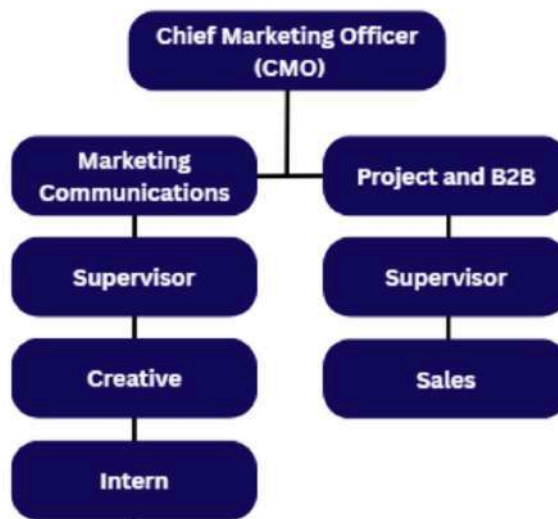 Chief Marketing Officer
(CMO)
Marketing
Communications
Project and B2B
Supervisor
Supervisor
Creative
Sales
Intern